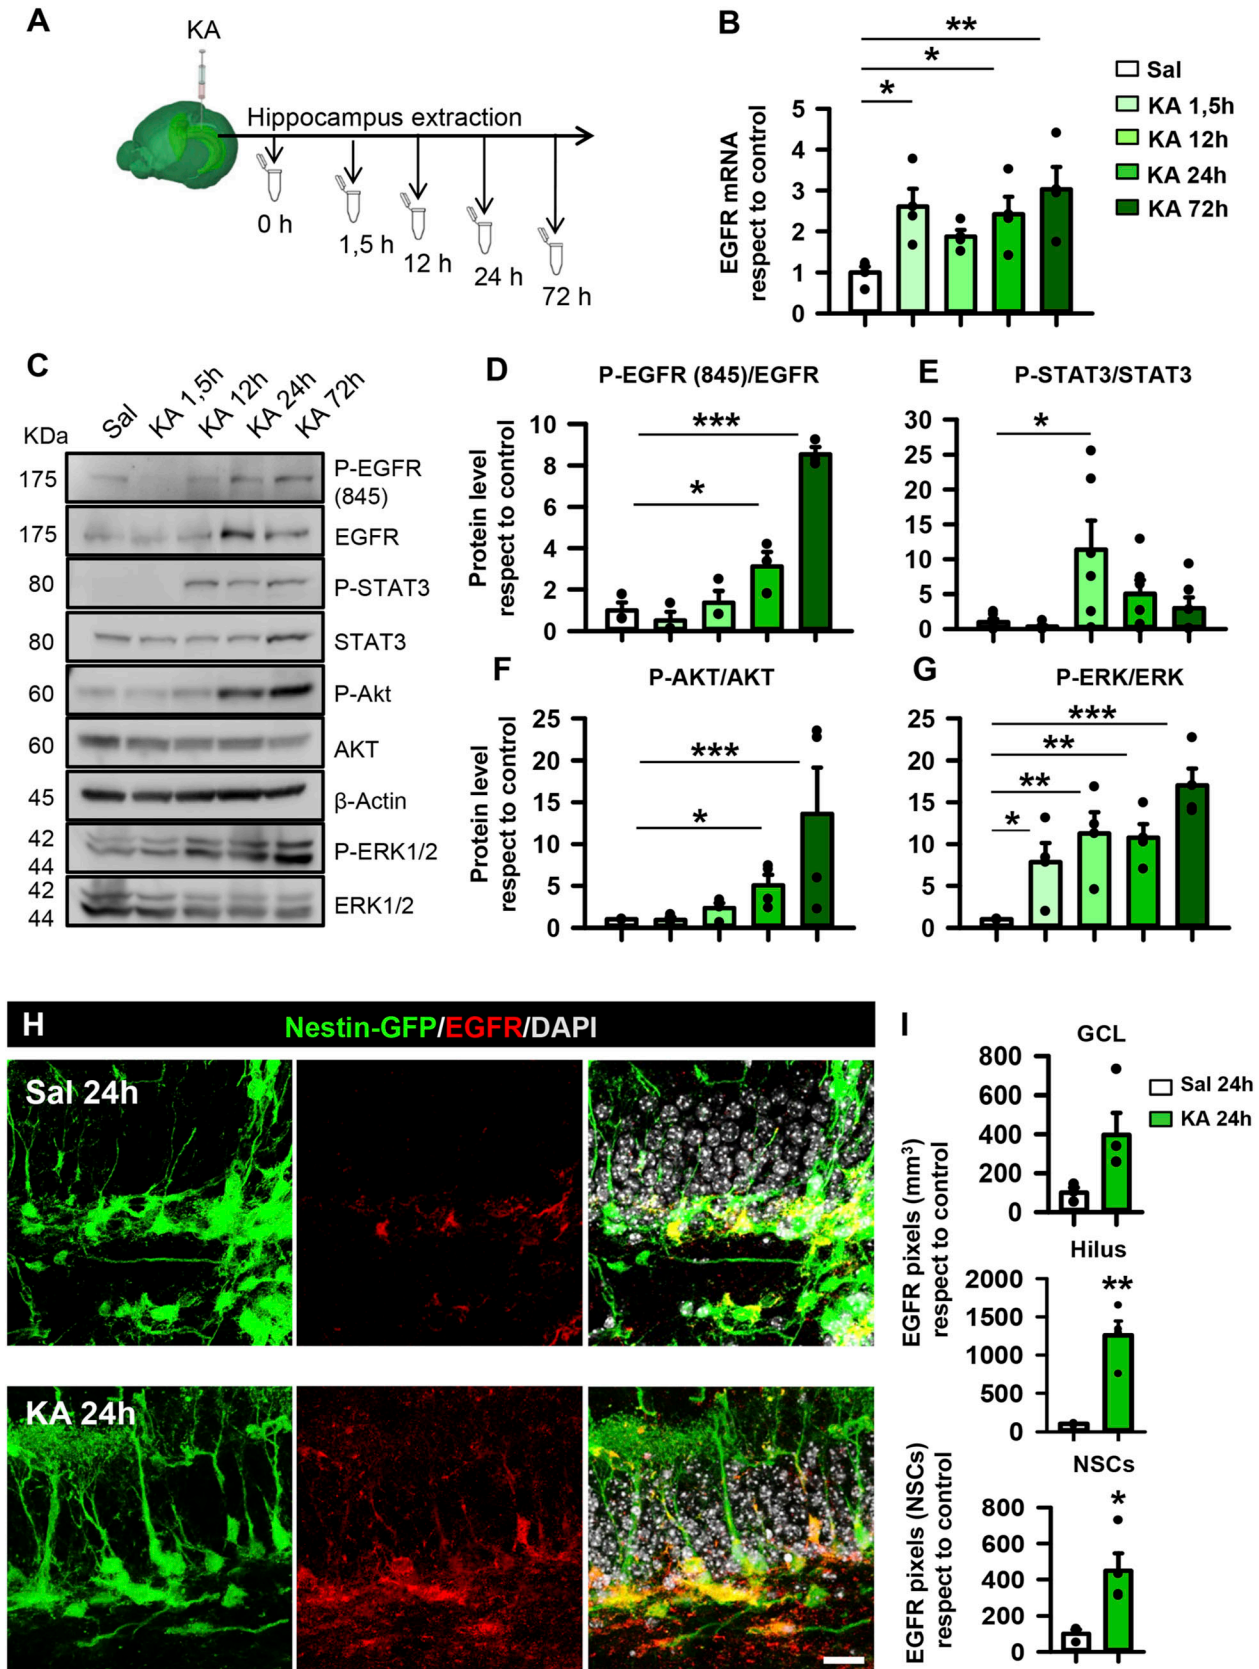 A
KA
Hippocampus extraction
0 h
1,5 h
12 h
24 h
72 h
B
**
*
*
EGFR mRNA
respect to control
5
4
3
2
1
0
Sal
KA 1,5h
KA 12h
KA 24h
KA 72h
C
Sal
KA 1,5h
KA 12h
KA 24h
KA 72h
KDa
175
P-EGFR
(845)
175
EGFR
80
P-STAT3
80
STAT3
60
P-Akt
60
AKT
45
β-Actin
42
44
P-ERK1/2
42
44
ERK1/2
D
P-EGFR (845)/EGFR
Protein level
respect to control
10
8
6
4
2
0
***
*
E
P-STAT3/STAT3
30
25
20
15
10
5
0
*
F
P-AKT/AKT
Protein level
respect to control
25
20
15
10
5
0
***
*
G
P-ERK/ERK
25
20
15
10
5
0
***
**
**
*
H
Nestin-GFP/EGFR/DAPI
Sal 24h
KA 24h
I
GCL
800
600
400
200
0
Sal 24h
KA 24h
EGFR pixels (mm³)
respect to control
Hilus
2000
1500
1000
500
0
**
NSCs
EGFR pixels (NSCs)
respect to control
800
600
400
200
0
*